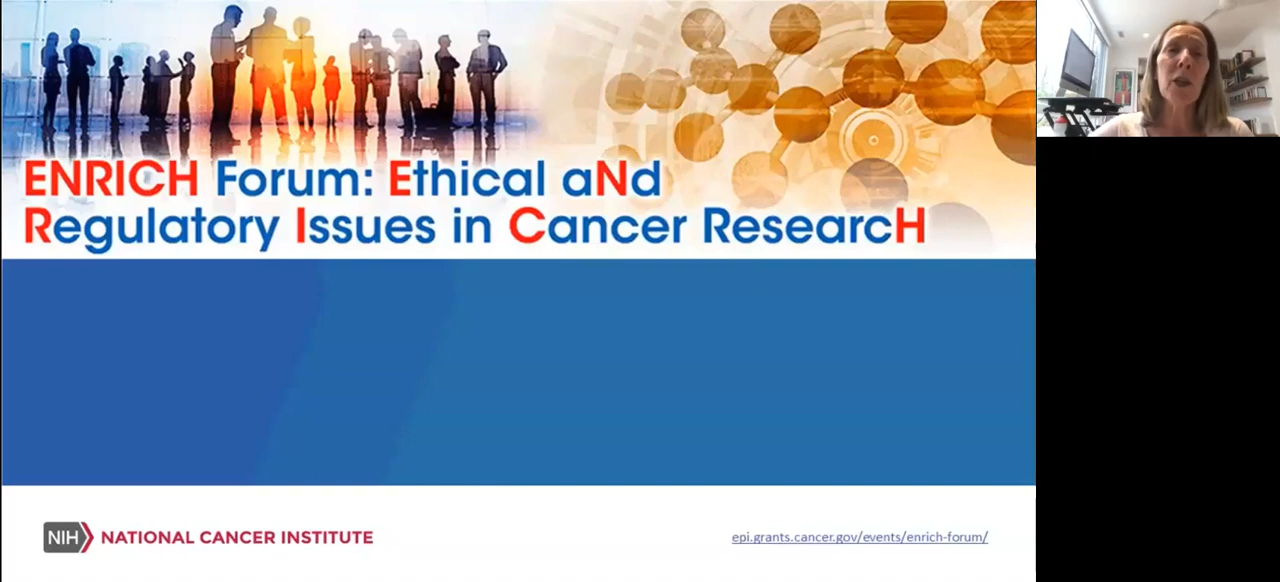 ENRICH Forum: Ethical aNd
Regulatory Issues in Cancer ResearcH
NIH NATIONAL CANCER INSTITUTE
epi.grants.cancer.gov/events/enrich-forum/